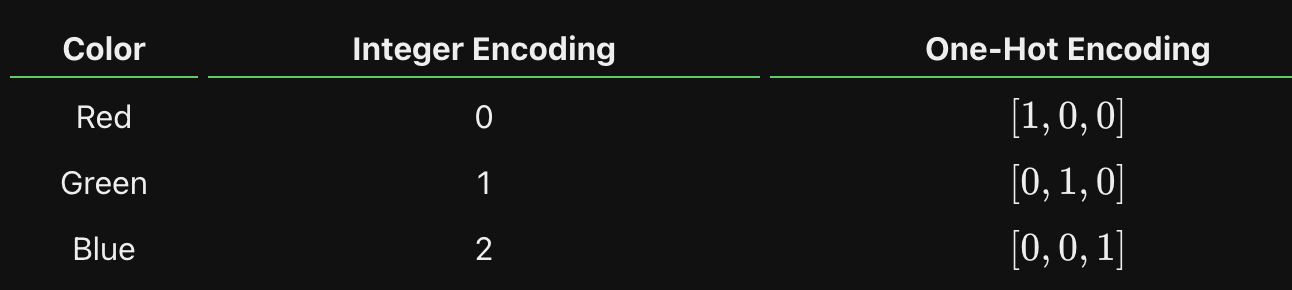 Color Integer Encoding One-Hot Encoding
Red 0 [1, 0, 0]
Green 1 [0, 1, 0]
Blue 2 [0, 0, 1]